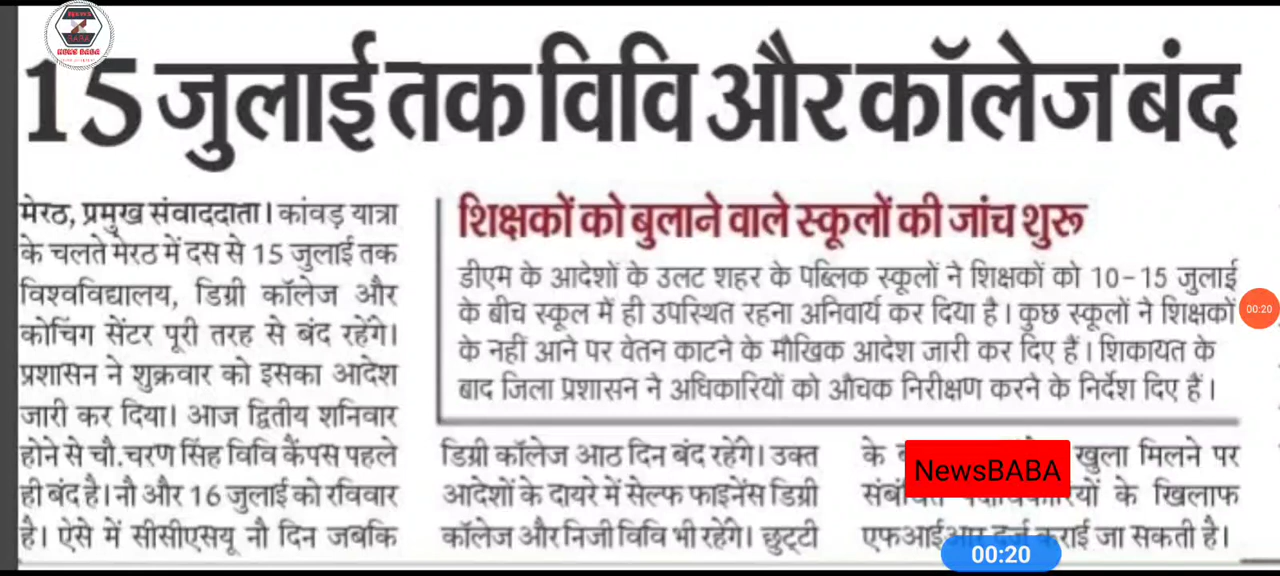 NEWS BABA
15 जुलाई तक विवि और कॉलेज बंद
मेरठ, प्रमुख संवाददाता। कांवड़ यात्रा
के चलते मेरठ में दस से 15 जुलाई तक
विश्वविद्यालय, डिग्री कॉलेज और
कोचिंग सेंटर पूरी तरह से बंद रहेंगे।
प्रशासन ने शुक्रवार को इसका आदेश
जारी कर दिया। आज द्वितीय शनिवार
होने से चौ.चरण सिंह विवि कैंपस पहले
ही बंद है। नौ और 16 जुलाई को रविवार
है। ऐसे में सीसीएसयू नौ दिन जबकि
शिक्षकों को बुलाने वाले स्कूलों की जांच शुरू
डीएम के आदेशों के उलट शहर के पब्लिक स्कूलों ने शिक्षकों को 10-15 जुलाई
के बीच स्कूल में ही उपस्थित रहना अनिवार्य कर दिया है। कुछ स्कूलों ने शिक्षकों
के नहीं आने पर वेतन काटने के मौखिक आदेश जारी कर दिए हैं। शिकायत के
बाद जिला प्रशासन ने अधिकारियों को औचक निरीक्षण करने के निर्देश दिए हैं।
00:20
डिग्री कॉलेज आठ दिन बंद रहेंगे। उक्त
आदेशों के दायरे में सेल्फ फाइनेंस डिग्री
कॉलेज और निजी विवि भी रहेंगे। छुट्टी
के खुला मिलने पर
NewsBABA
के खिलाफ
एफआईआर दर्ज कराई जा सकती है।
00:20